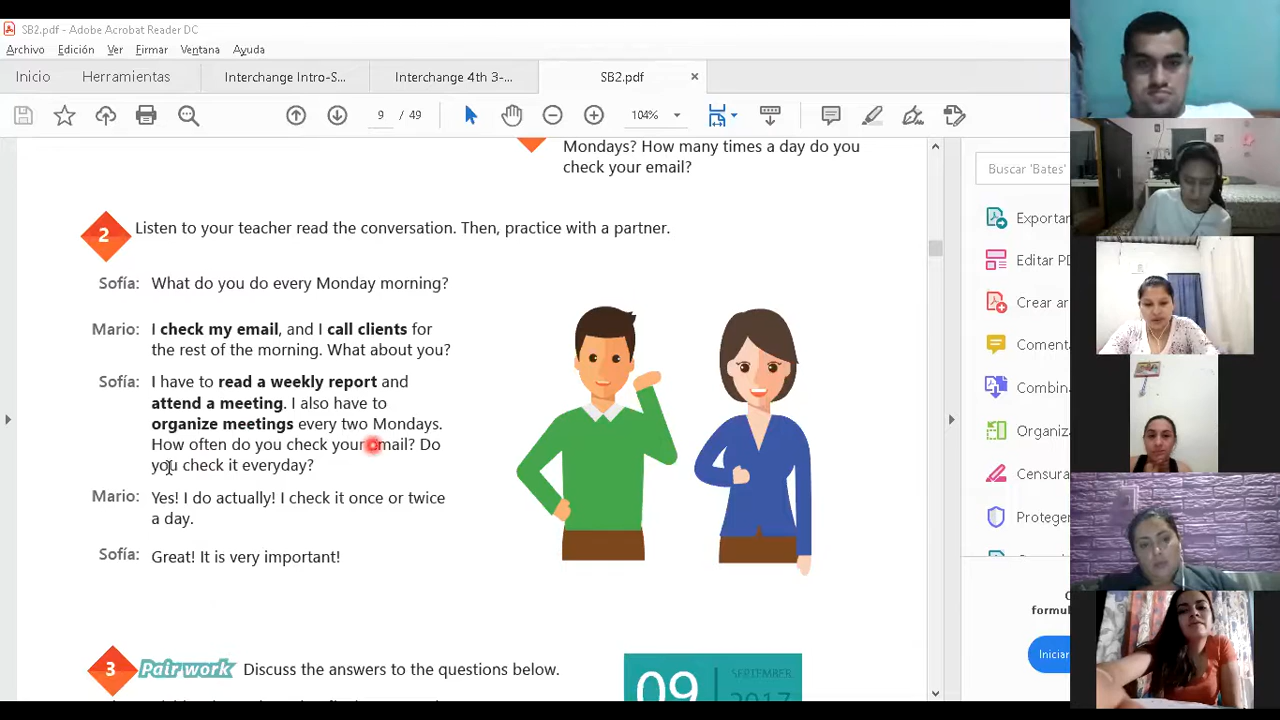 SB2.pdf - Adobe Acrobat Reader DC
Archivo Edición Ver Firmar Ventana Ayuda
Inicio Herramientas Interchange Intro-S... Interchange 4th 3-... SB2.pdf ×
9 / 49 104%
Mondays? How many times a day do you
check your email?
Buscar 'Bates'
2 Listen to your teacher read the conversation. Then, practice with a partner.
Sofía: What do you do every Monday morning?
Mario: I check my email, and I call clients for
the rest of the morning. What about you?
Sofía: I have to read a weekly report and
attend a meeting. I also have to
organize meetings every two Mondays.
How often do you check your email? Do
you check it everyday?
Mario: Yes! I do actually! I check it once or twice
a day.
Sofía: Great! It is very important!
3 Pair work Discuss the answers to the questions below.
09 SEPTEMBER
2017
Exportar
Editar PD
Crear ar
Coment
Combin
Organiz
Censura
Proteger
formul
Iniciar